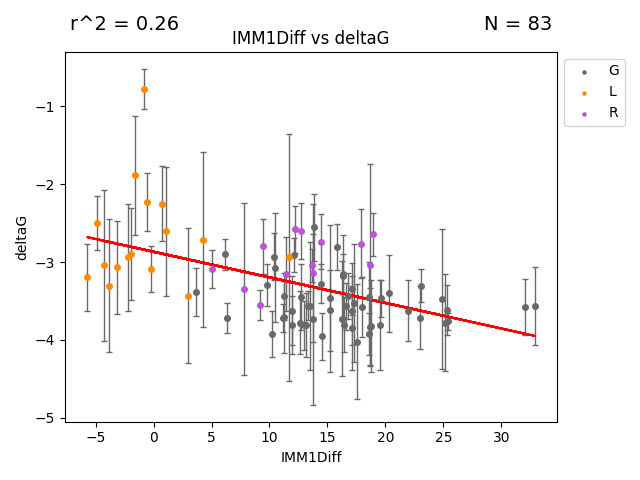 r^2 = 0.26
N = 83
IMM1Diff vs deltaG
G
L
R
deltaG
−1
−2
−3
−4
−5
−5
0
5
10
15
20
25
30
IMM1Diff